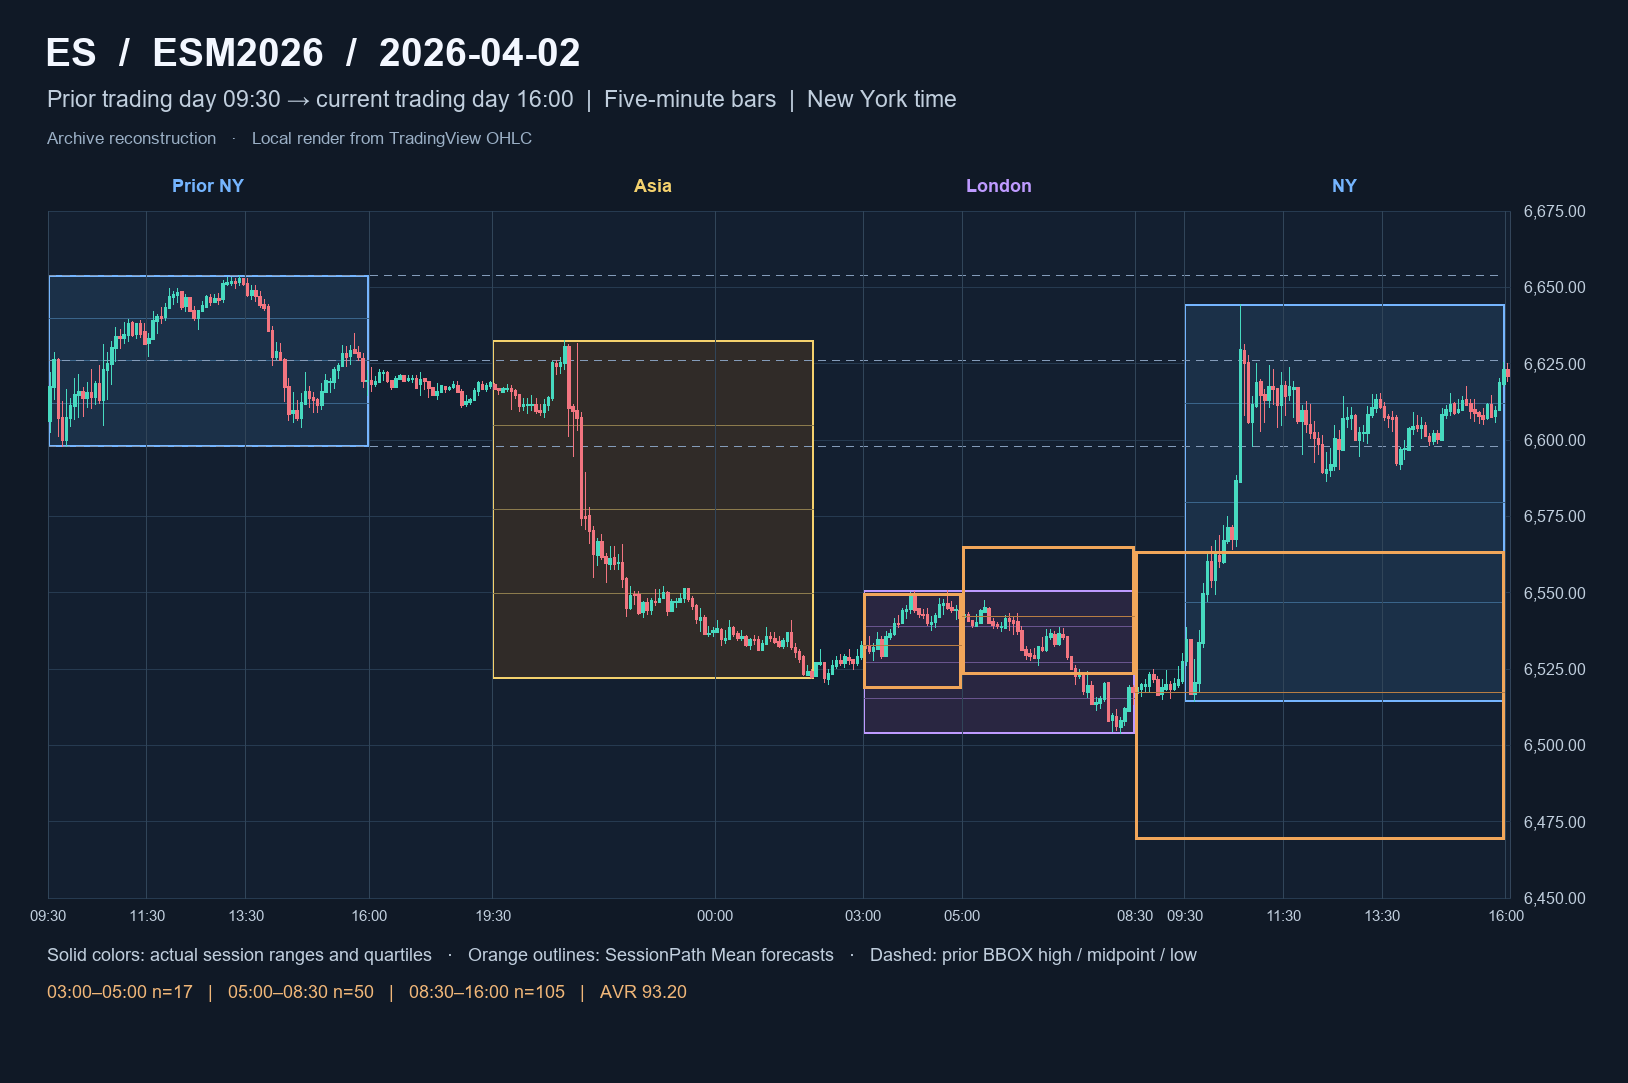 ES / ESM2026 / 2026-04-02
Prior trading day 09:30 → current trading day 16:00 | Five-minute bars | New York time
Archive reconstruction · Local render from TradingView OHLC
Prior NY Asia London NY
6,675.00
6,650.00
6,625.00
6,600.00
6,575.00
6,550.00
6,525.00
6,500.00
6,475.00
6,450.00
09:30 11:30 13:30 16:00 19:30 00:00 03:00 05:00 08:30 09:30 11:30 13:30 16:00
Solid colors: actual session ranges and quartiles · Orange outlines: SessionPath Mean forecasts · Dashed: prior BBOX high / midpoint / low
03:00–05:00 n=17 | 05:00–08:30 n=50 | 08:30–16:00 n=105 | AVR 93.20